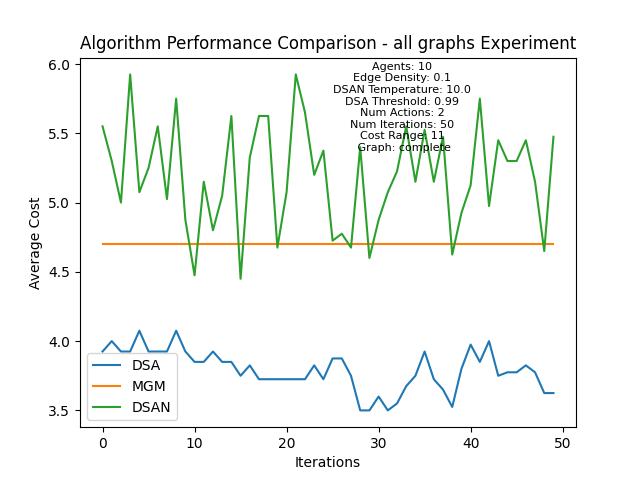 Algorithm Performance Comparison - all graphs Experiment
Agents: 10
Edge Density: 0.1
DSAN Temperature: 10.0
DSA Threshold: 0.99
Num Actions: 2
Num Iterations: 50
Cost Range: 11
Graph: complete
Average Cost
6.0
5.5
5.0
4.5
4.0
3.5
DSA
MGM
DSAN
0 10 20 30 40 50
Iterations